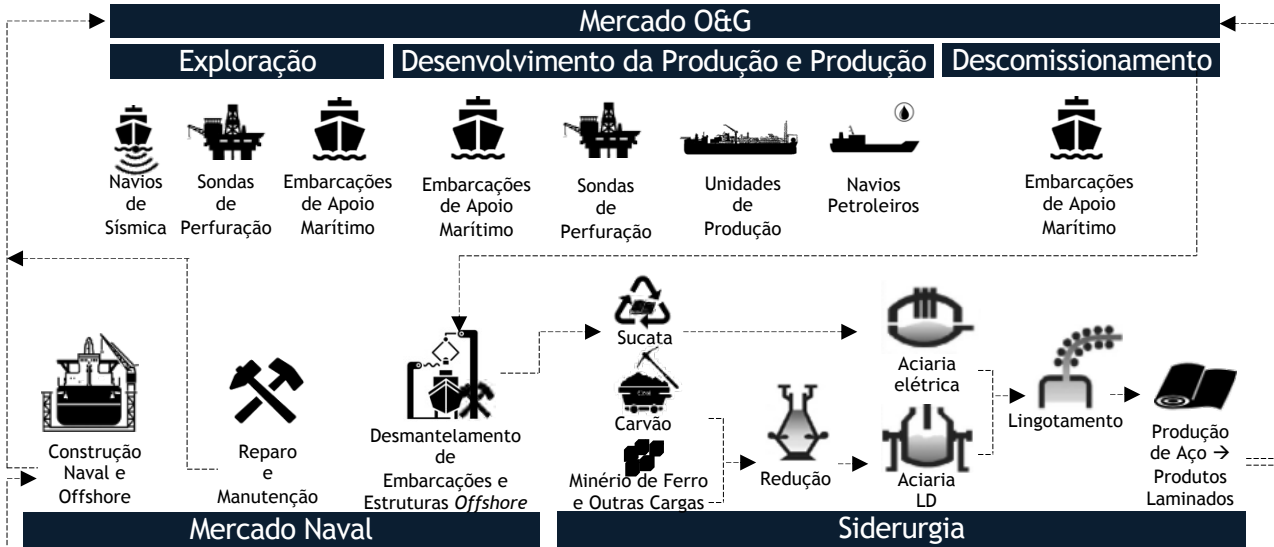 Mercado O&G
Exploração
Desenvolvimento da Produção e Produção
Descomissionamento
Navios
de
Sísmica
Sondas
de
Perfuração
Embarcações
de Apoio
Marítimo
Embarcações
de Apoio
Marítimo
Sondas
de
Perfuração
Unidades
de
Produção
Navios
Petroleiros
Embarcações
de Apoio
Marítimo
Construção
Naval e
Offshore
Reparo
e
Manutenção
Desmantelamento
de
Embarcações e
Estruturas Offshore
Sucata
Carvão
Minério de Ferro
e Outras Cargas
Redução
Aciaria
elétrica
Aciaria
LD
Lingotamento
Produção
de Aço →
Produtos
Laminados
Mercado Naval
Siderurgia